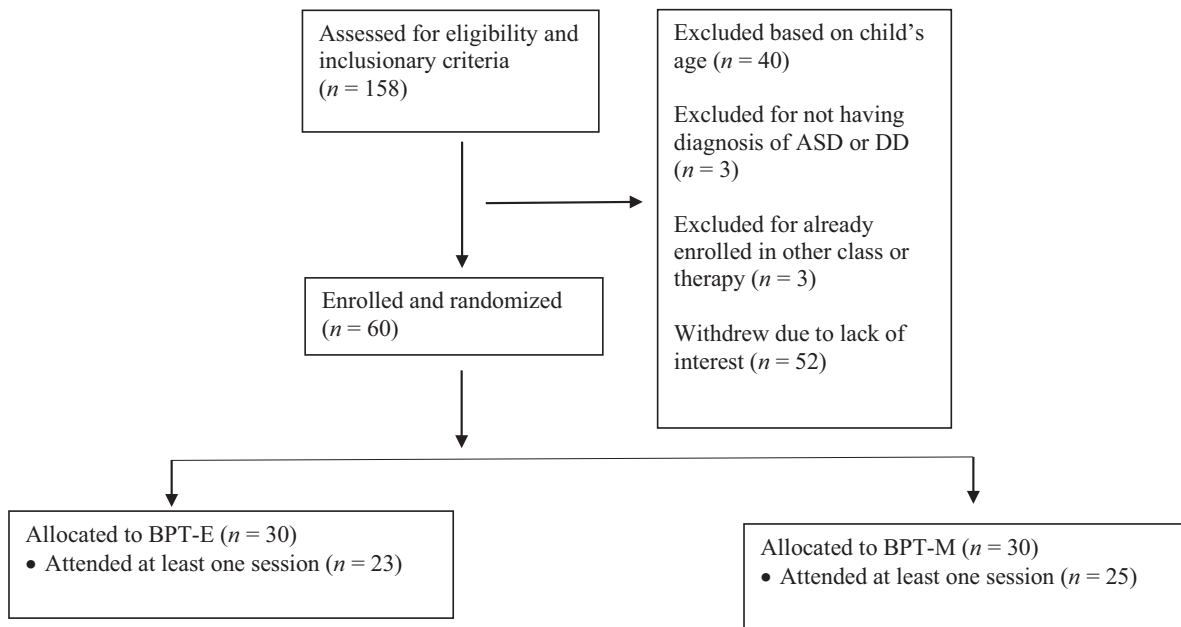 Assessed for eligibility and
inclusionary criteria
(n = 158)
Excluded based on child's
age (n = 40)
Excluded for not having
diagnosis of ASD or DD
(n = 3)
Excluded for already
enrolled in other class or
therapy (n = 3)
Withdrew due to lack of
interest (n = 52)
Enrolled and randomized
(n = 60)
Allocated to BPT-E (n = 30)
• Attended at least one session (n = 23)
Allocated to BPT-M (n = 30)
• Attended at least one session (n = 25)